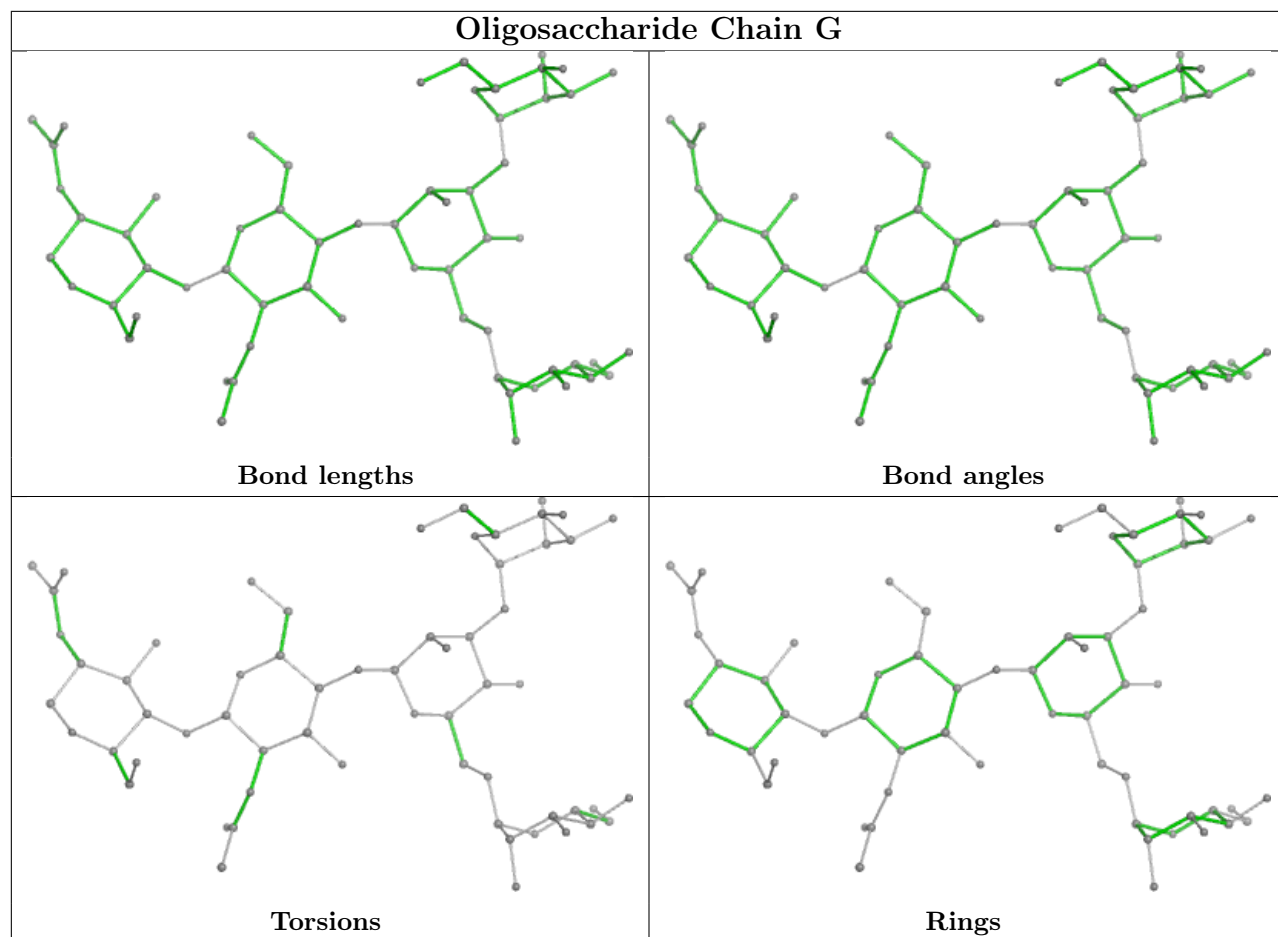 Oligosaccharide Chain G
Bond lengths
Bond angles
Torsions
Rings